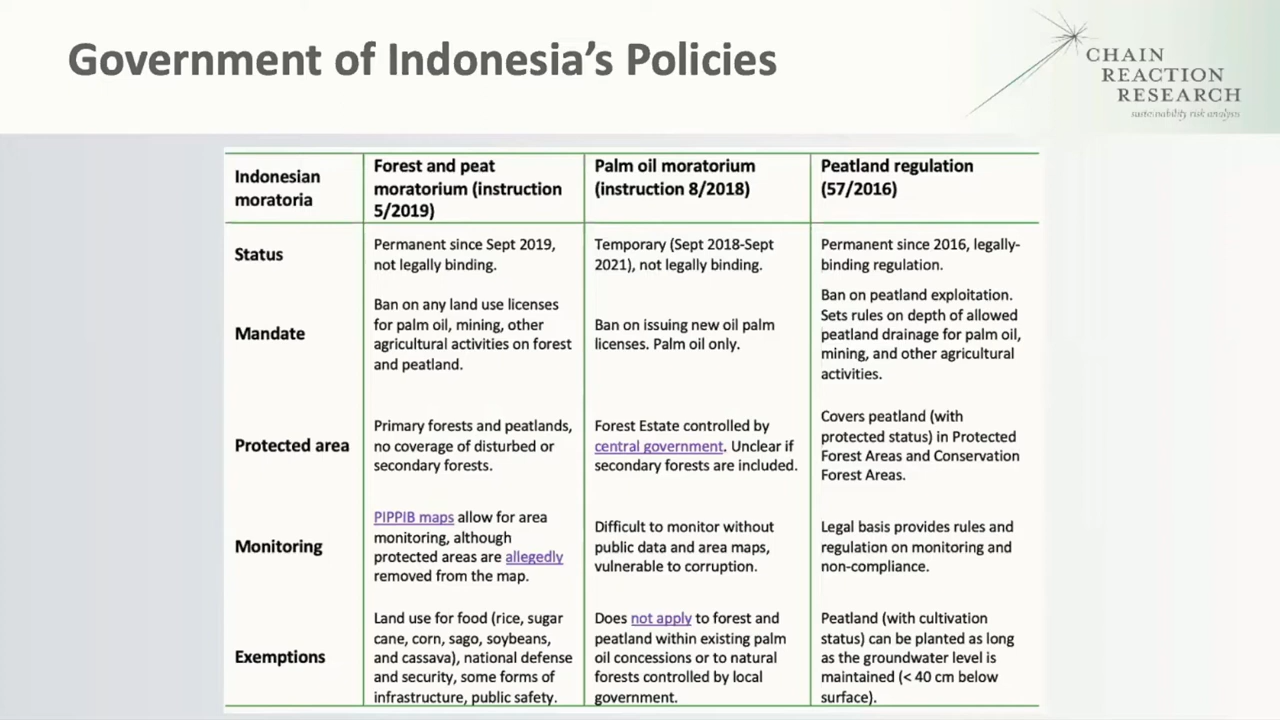 Government of Indonesia’s Policies
CHAIN
REACTION
RESEARCH
sustainability risk analysis
Indonesian
moratoria
Forest and peat
moratorium (instruction
5/2019)
Palm oil moratorium
(instruction 8/2018)
Peatland regulation
(57/2016)
Status
Permanent since Sept 2019,
not legally binding.
Temporary (Sept 2018-Sept
2021), not legally binding.
Permanent since 2016, legally-
binding regulation.
Mandate
Ban on any land use licenses
for palm oil, mining, other
agricultural activities on forest
and peatland.
Ban on issuing new oil palm
licenses. Palm oil only.
Ban on peatland exploitation.
Sets rules on depth of allowed
peatland drainage for palm oil,
mining, and other agricultural
activities.
Protected area
Primary forests and peatlands,
no coverage of disturbed or
secondary forests.
Forest Estate controlled by
central government. Unclear if
secondary forests are included.
Covers peatland (with
protected status) in Protected
Forest Areas and Conservation
Forest Areas.
Monitoring
PIPPIB maps allow for area
monitoring, although
protected areas are allegedly
removed from the map.
Difficult to monitor without
public data and area maps,
vulnerable to corruption.
Legal basis provides rules and
regulation on monitoring and
non-compliance.
Exemptions
Land use for food (rice, sugar
cane, corn, sago, soybeans,
and cassava), national defense
and security, some forms of
infrastructure, public safety.
Does not apply to forest and
peatland within existing palm
oil concessions or to natural
forests controlled by local
government.
Peatland (with cultivation
status) can be planted as long
as the groundwater level is
maintained (< 40 cm below
surface).